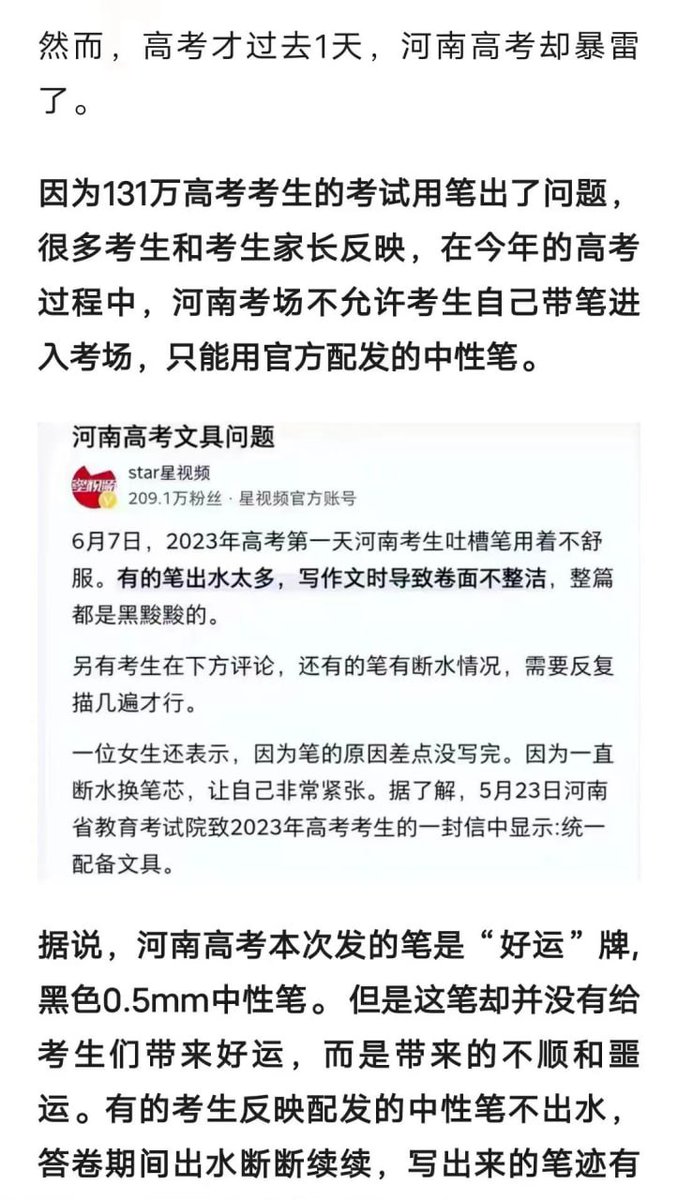 然而，高考才过去1天，河南高考却暴雷
了。
因为131万高考考生的考试用笔出了问题，
很多考生和考生家长反映，在今年的高考
过程中，河南考场不允许考生自己带笔进
入考场，只能用官方配发的中性笔。
河南高考文具问题
star星视频
209.1万粉丝 · 星视频官方账号
6月7日，2023年高考第一天河南考生吐槽笔用着不舒
服。有的笔出水太多，写作文时导致卷面不整洁，整篇
都是黑黢黢的。
另有考生在下方评论，还有的笔有断水情况，需要反复
描几遍才行。
一位女生还表示，因为笔的原因差点没写完。因为一直
断水换笔芯，让自己非常紧张。据了解，5月23日河南
省教育考试院致2023年高考考生的一封信中显示:统一
配备文具。
据说，河南高考本次发的笔是“好运”牌,
黑色0.5mm中性笔。但是这笔却并没有给
考生们带来好运，而是带来的不顺和噩
运。有的考生反映配发的中性笔不出水，
答卷期间出水断断续续，写出来的笔迹有